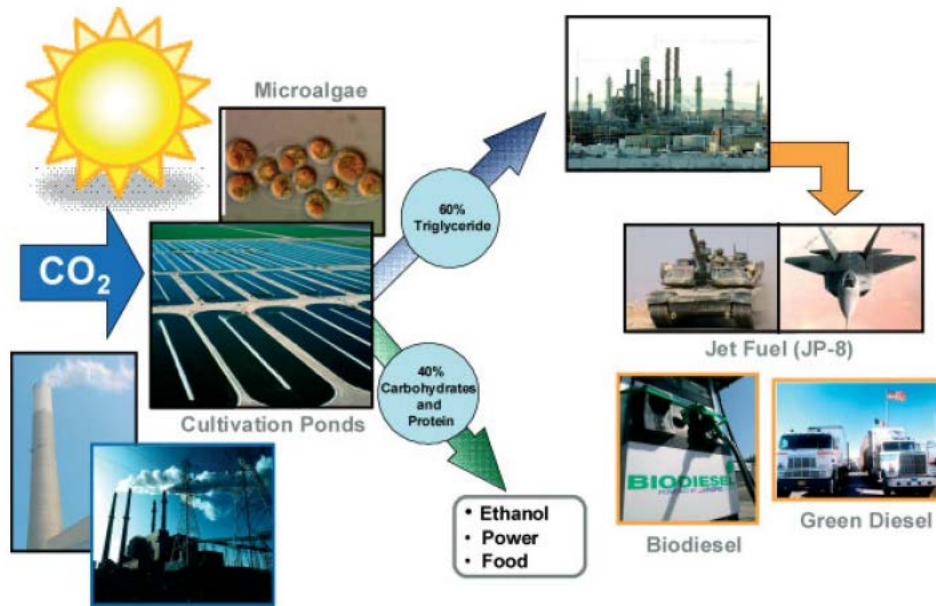 Microalgae
CO2
60%
Triglyceride
Cultivation Ponds
40%
Carbohydrates
and
Protein
• Ethanol
• Power
• Food
Jet Fuel (JP-8)
BIODIESEL
Biodiesel
Green Diesel